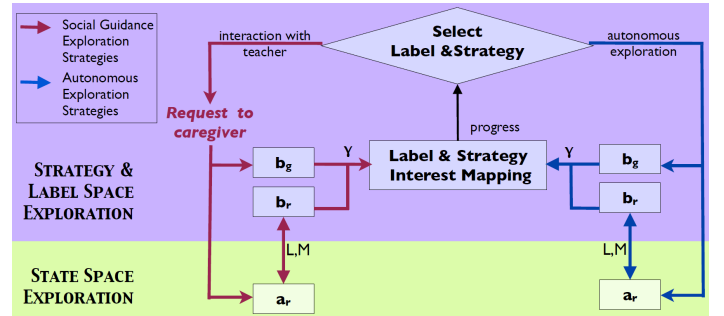 Social Guidance
Exploration
Strategies
Autonomous
Exploration
Strategies
interaction with
teacher
Select
Label &Strategy
autonomous
exploration
Request to
caregiver
progress
STRATEGY &
LABEL SPACE
EXPLORATION
bg
γ
Label & Strategy
Interest Mapping
γ
bg
br
br
L,M
L,M
STATE SPACE
EXPLORATION
ar
ar